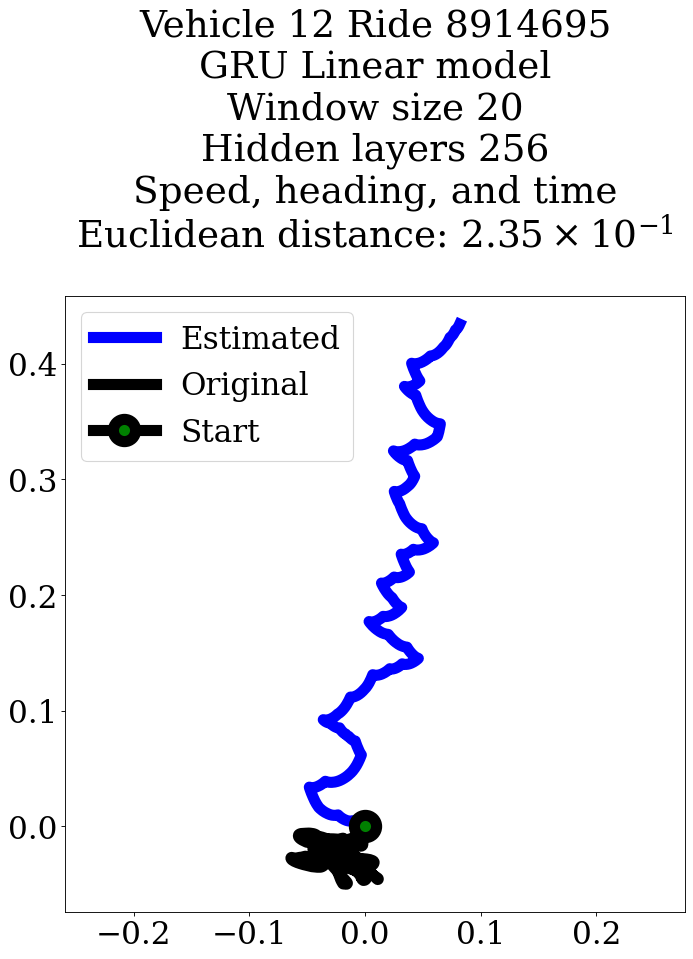 Vehicle 12 Ride 8914695
GRU Linear model
Window size 20
Hidden layers 256
Speed, heading, and time
Euclidean distance: 2.35 × 10⁻¹
Estimated
Original
Start
0.4
0.3
0.2
0.1
0.0
−0.2
−0.1
0.0
0.1
0.2